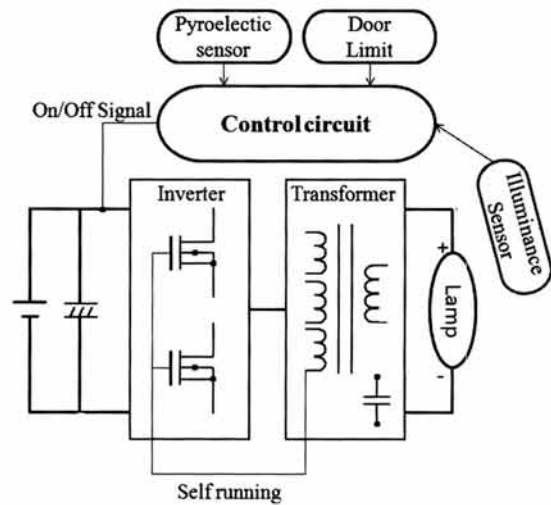 Pyroelectic
sensor
Door
Limit
On/Off Signal
Control circuit
Illuminance
Sensor
Inverter
Transformer
+
Lamp
-
Self running